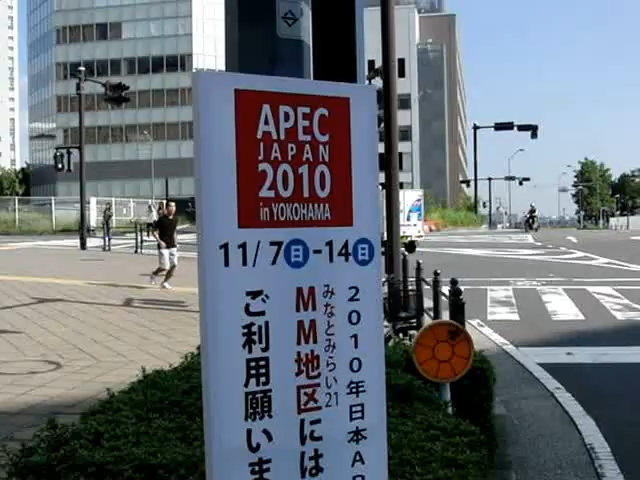 APEC
JAPAN
2010
in YOKOHAMA
11/7日-14日
2010年日本A
みなとみらい21
MM地区には
ご利用願いま